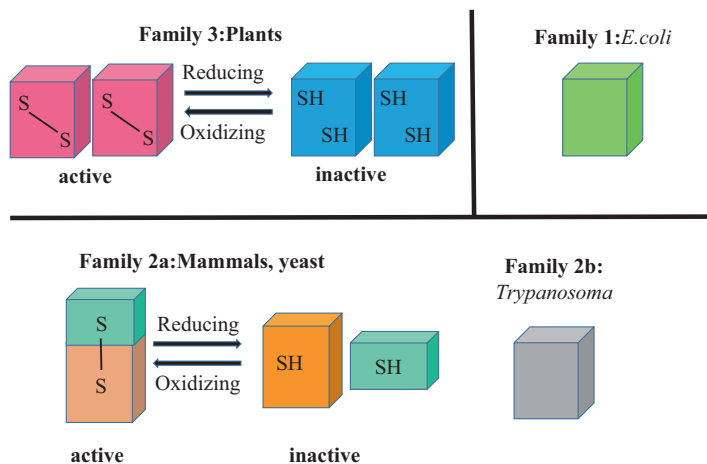 Family 3:Plants
Reducing
Oxidizing
S
S
S
S
SH
SH
SH
SH
active
inactive
Family 1:E.coli
Family 2a:Mammals, yeast
Reducing
Oxidizing
S
S
SH
SH
active
inactive
Family 2b:
Trypanosoma